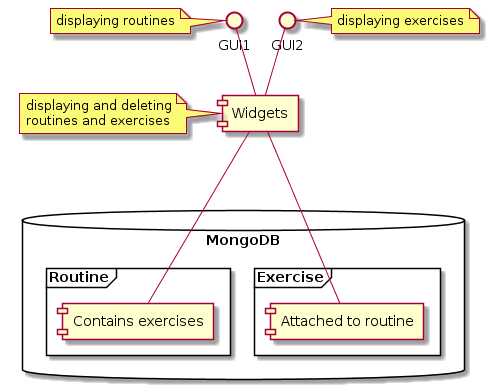 displaying routines
displaying exercises
GUI1
GUI2
displaying and deleting
routines and exercises
Widgets
MongoDB
Routine
Exercise
Contains exercises
Attached to routine